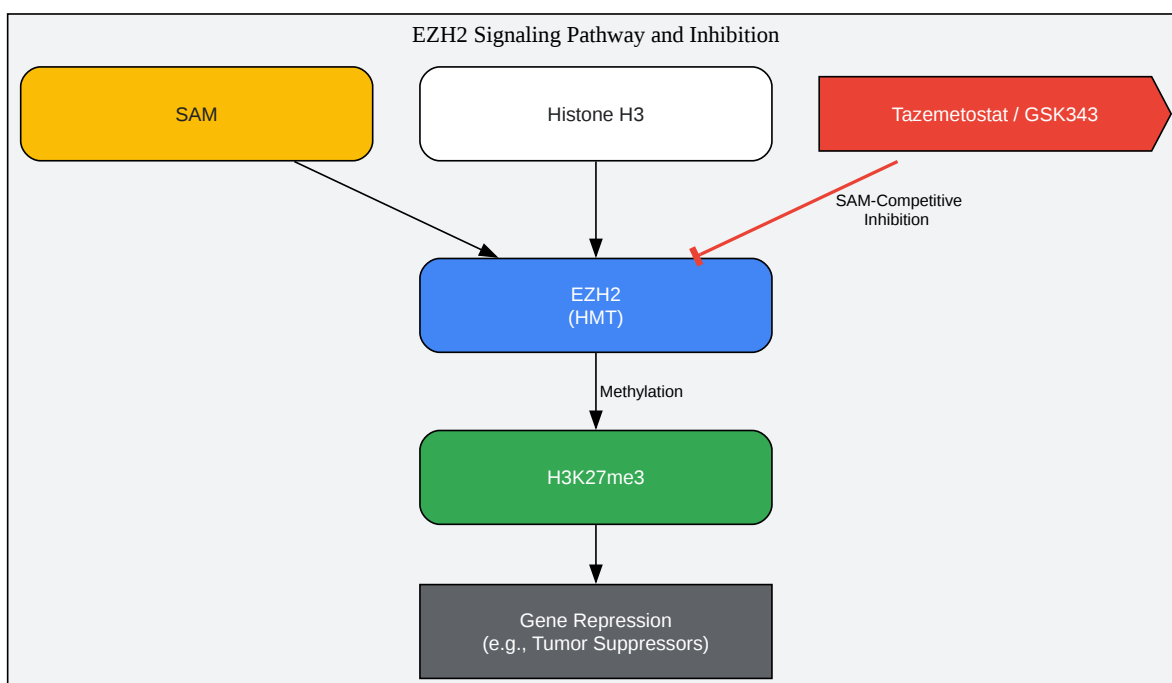 EZH2 Signaling Pathway and Inhibition
SAM
Histone H3
Tazemetostat / GSK343
SAM-Competitive
Inhibition
EZH2
(HMT)
Methylation
H3K27me3
Gene Repression
(e.g., Tumor Suppressors)